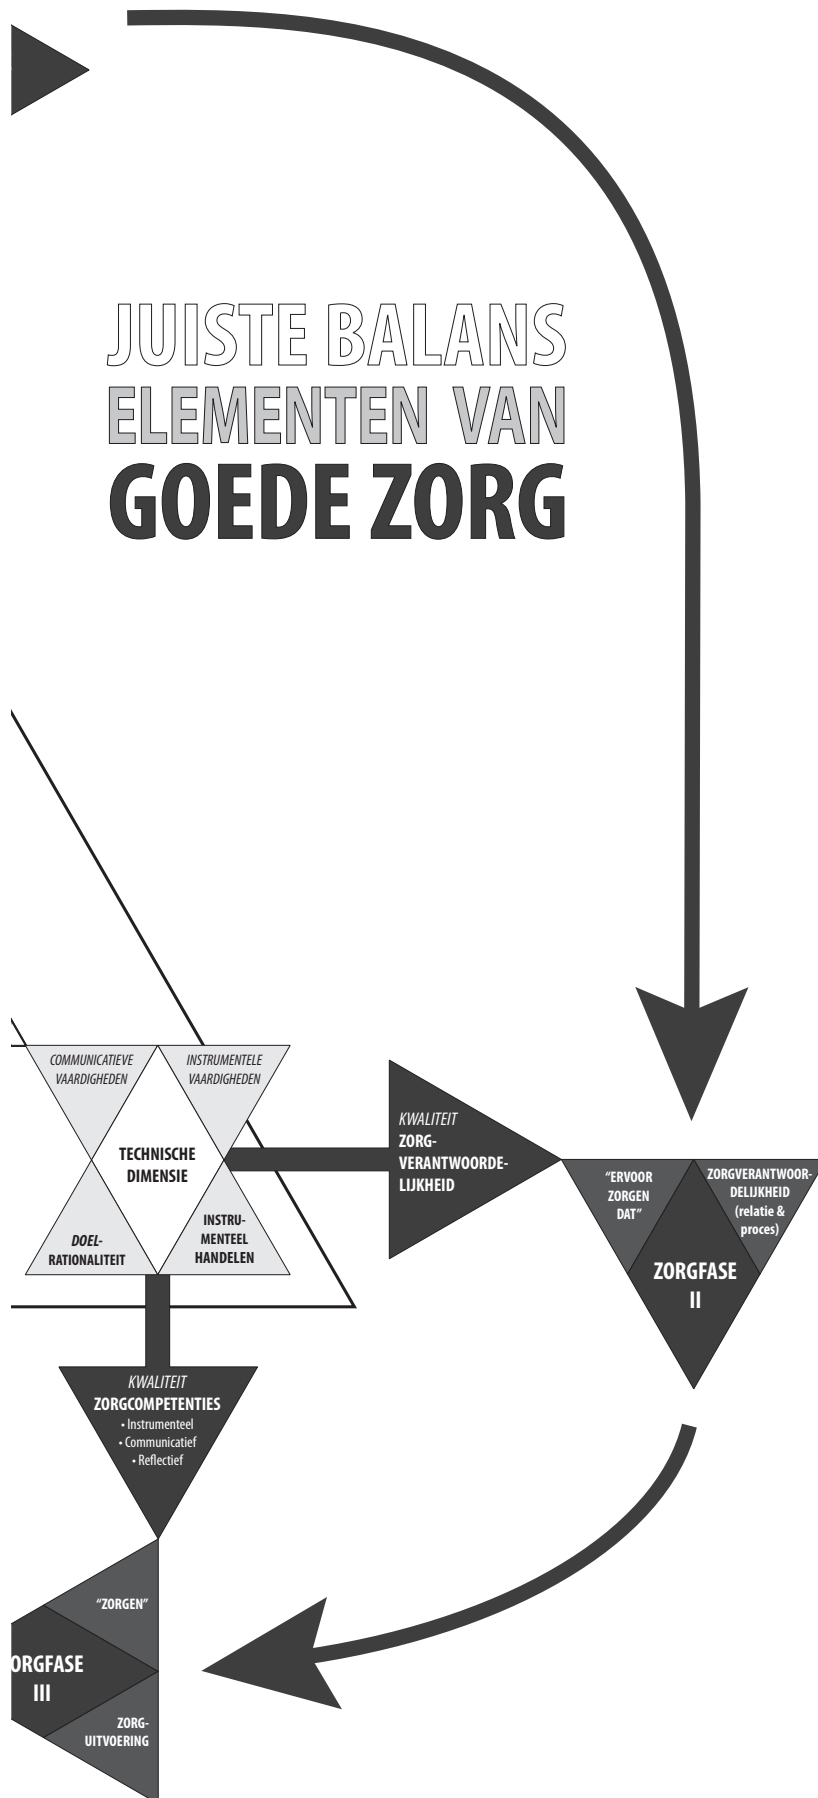 JUISTE BALANS
ELEMENTEN VAN
GOEDE ZORG
COMMUNICATIEVE
VAARDIGHEDEN
INSTRUMENTELE
VAARDIGHEDEN
TECHNISCHE
DIMENSIE
DOEL-
RATIONALITEIT
INSTRU-
MENTEEL
HANDELEN
KWALITEIT
ZORG-
VERANTWOORDE-
LIJKHEID
"ERVOOR
ZORGEN
DAT"
ZORGVERANTWOOR-
DELIJKHEID
(relatie &
proces)
ZORGFASE
II
KWALITEIT
ZORGCOMPETENTIES
• Instrumenteel
• Communicatief
• Reflectief
"ZORGEN"
ORGFASE
III
ZORG-
UITVOERING